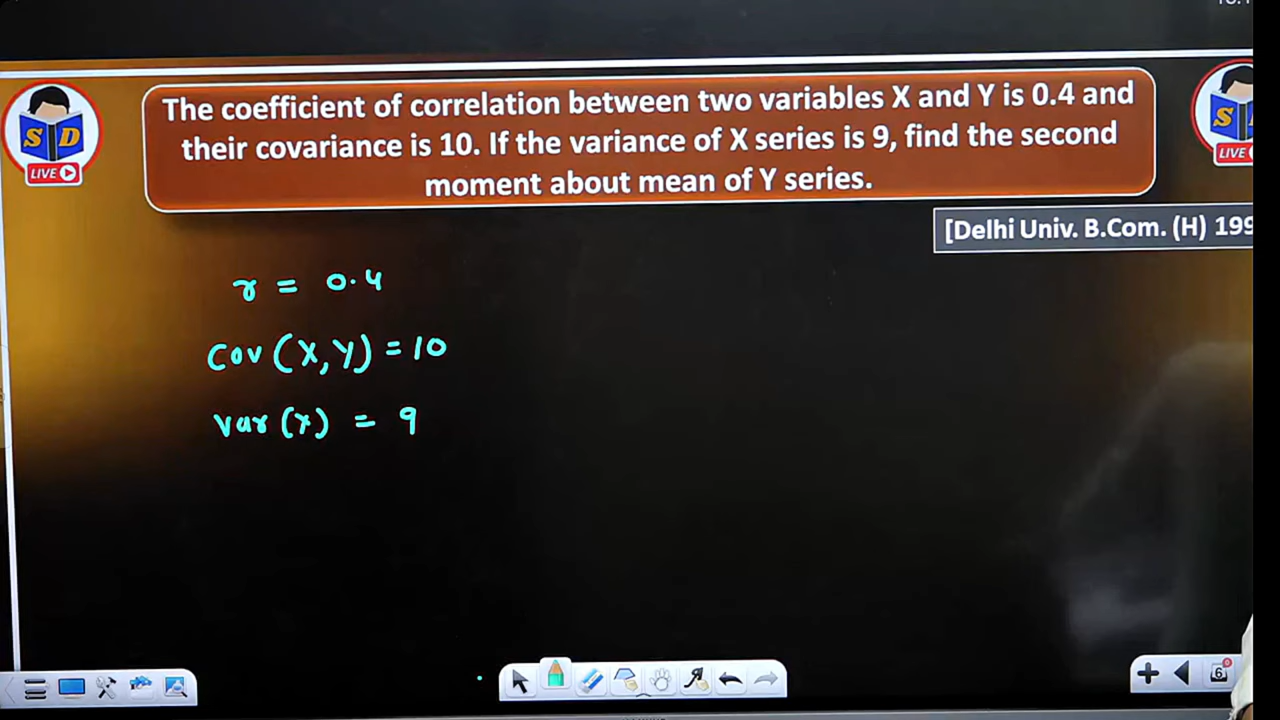 The coefficient of correlation between two variables X and Y is 0.4 and
their covariance is 10. If the variance of X series is 9, find the second
moment about mean of Y series.
S D
LIVE
S
LIVE
[Delhi Univ. B.Com. (H) 199
r = 0.4
Cov (X, Y) = 10
Var (x) = 9
6